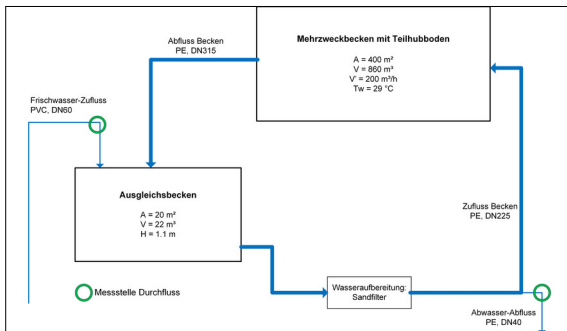 Mehrzweckbecken mit Teilhubboden
A = 400 m²
V = 860 m³
V˙ = 200 m³/h
Tw = 29 °C
Abfluss Becken
PE, DN315
Frischwasser-Zufluss
PVC, DN60
Ausgleichsbecken
A = 20 m²
V = 22 m³
H = 1.1 m
Zufluss Becken
PE, DN225
Messstelle Durchfluss
Wasseraufbereitung:
Sandfilter
Abwasser-Abfluss
PE, DN40